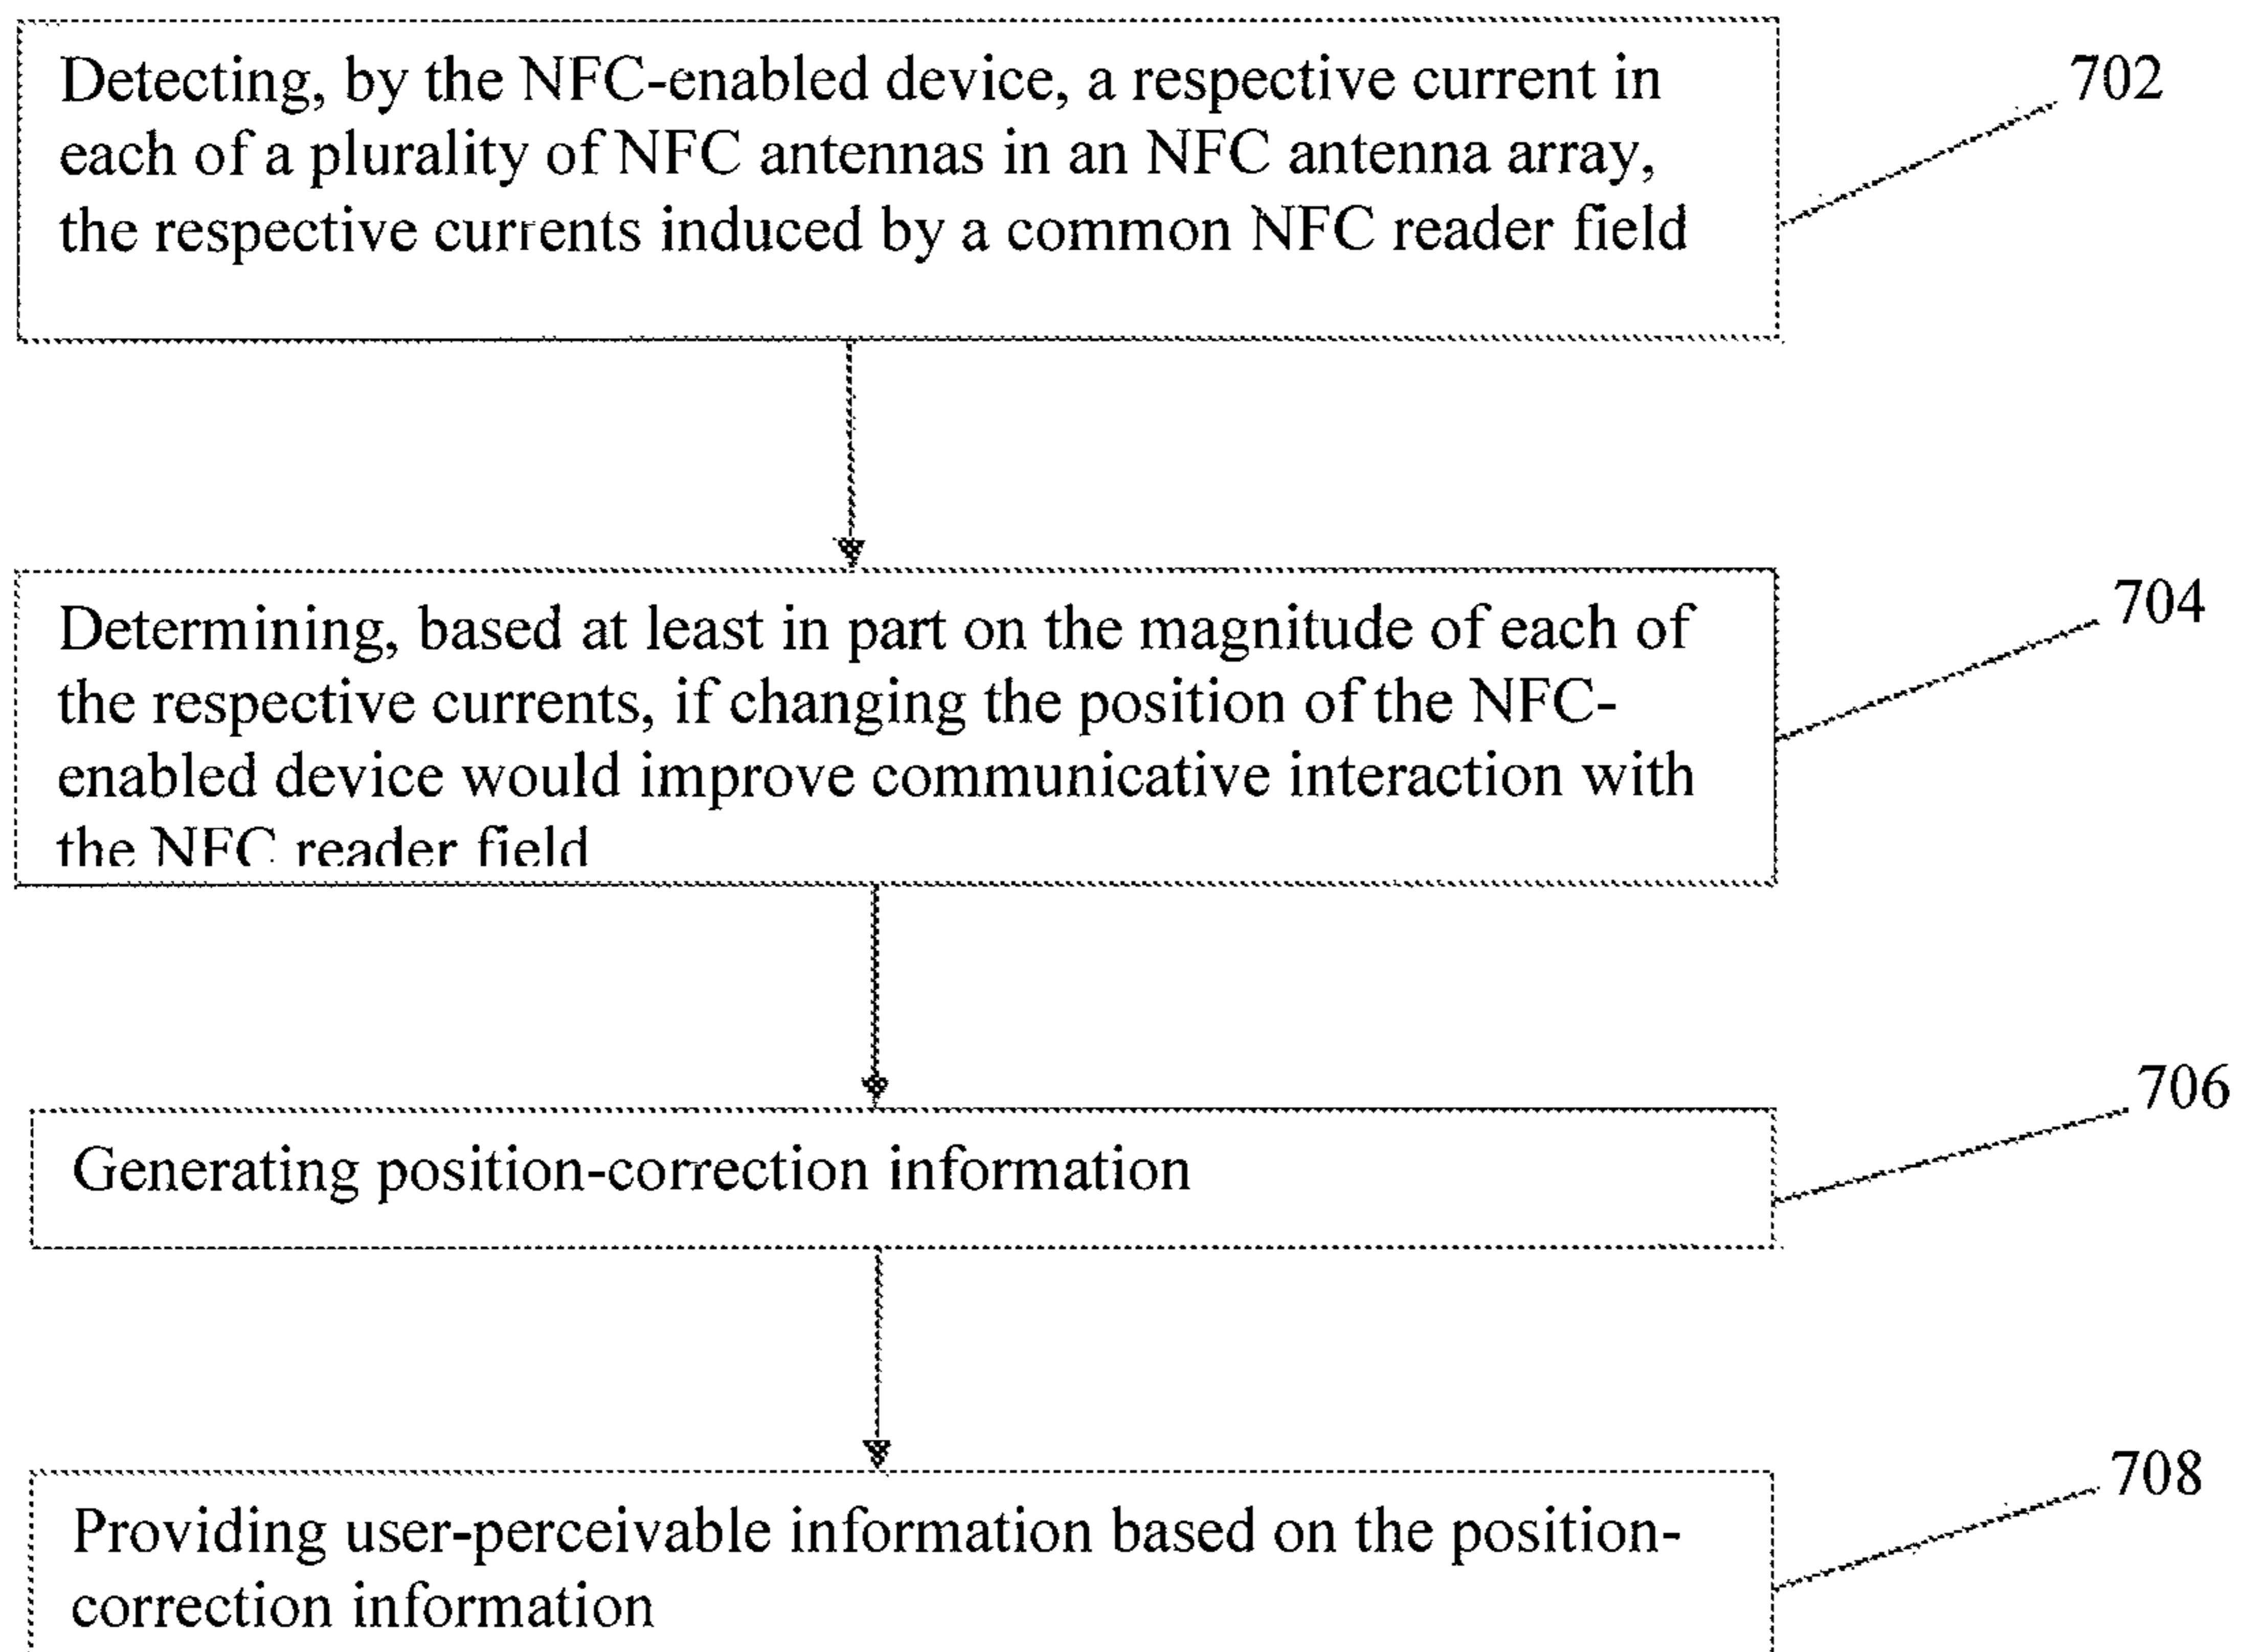 Detecting, by the NFC-enabled device, a respective current in
each of a plurality of NFC antennas in an NFC antenna array,
the respective currents induced by a common NFC reader field
702
Determining, based at least in part on the magnitude of each of
the respective currents, if changing the position of the NFC-
enabled device would improve communicative interaction with
the NFC reader field
704
Generating position-correction information
706
Providing user-perceivable information based on the position-
correction information
708